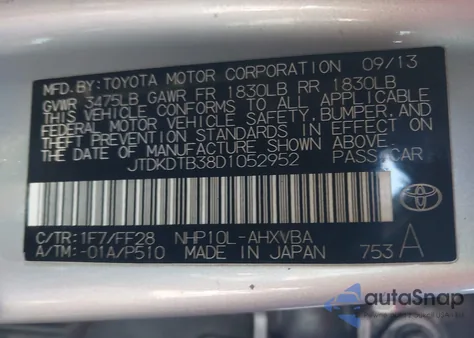 MFD.BY:TOYOTA MOTOR CORPORATION 09/13
GVWR 3475LB GAWR FR 1830LB RR 1830LB
THIS VEHICLE CONFORMS TO ALL APPLICABLE
FEDERAL MOTOR VEHICLE SAFETY,BUMPER,AND
THEFT PREVENTION STANDARDS IN EFFECT ON
THE DATE OF MANUFACTURE SHOWN ABOVE.
JTDKDTB38D1052952 PASS.CAR
C/TR:1F7/FF28 NHP10L-AHXVBA
A/TM:-01A/P510 MADE IN JAPAN 753 A
autoSnap